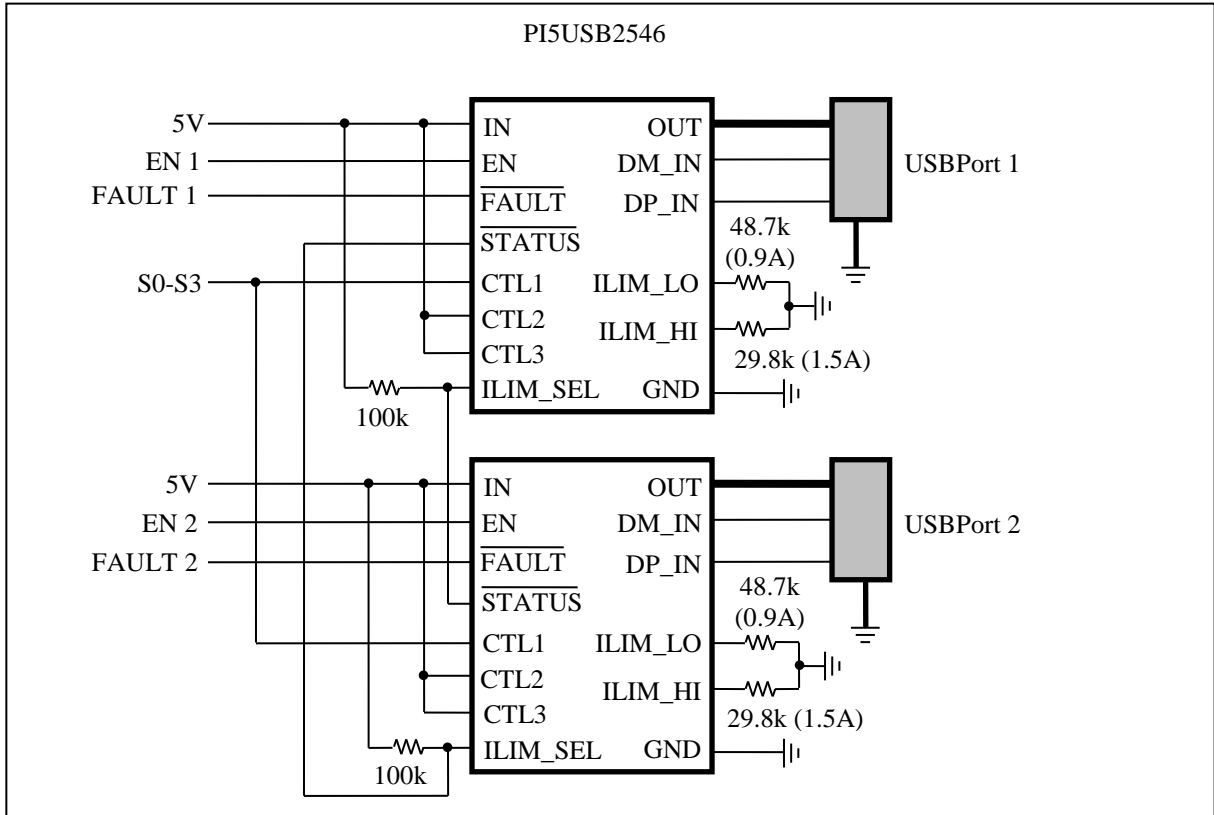 PI5USB2546
5V
EN 1
FAULT 1
S0-S3
100k
IN
EN
FAULT
STATUS
CTL1
CTL2
CTL3
ILIM_SEL
OUT
DM_IN
DP_IN
ILIM_LO
ILIM_HI
GND
48.7k
(0.9A)
29.8k (1.5A)
USBPort 1
5V
EN 2
FAULT 2
100k
IN
EN
FAULT
STATUS
CTL1
CTL2
CTL3
ILIM_SEL
OUT
DM_IN
DP_IN
ILIM_LO
ILIM_HI
GND
48.7k
(0.9A)
29.8k (1.5A)
USBPort 2